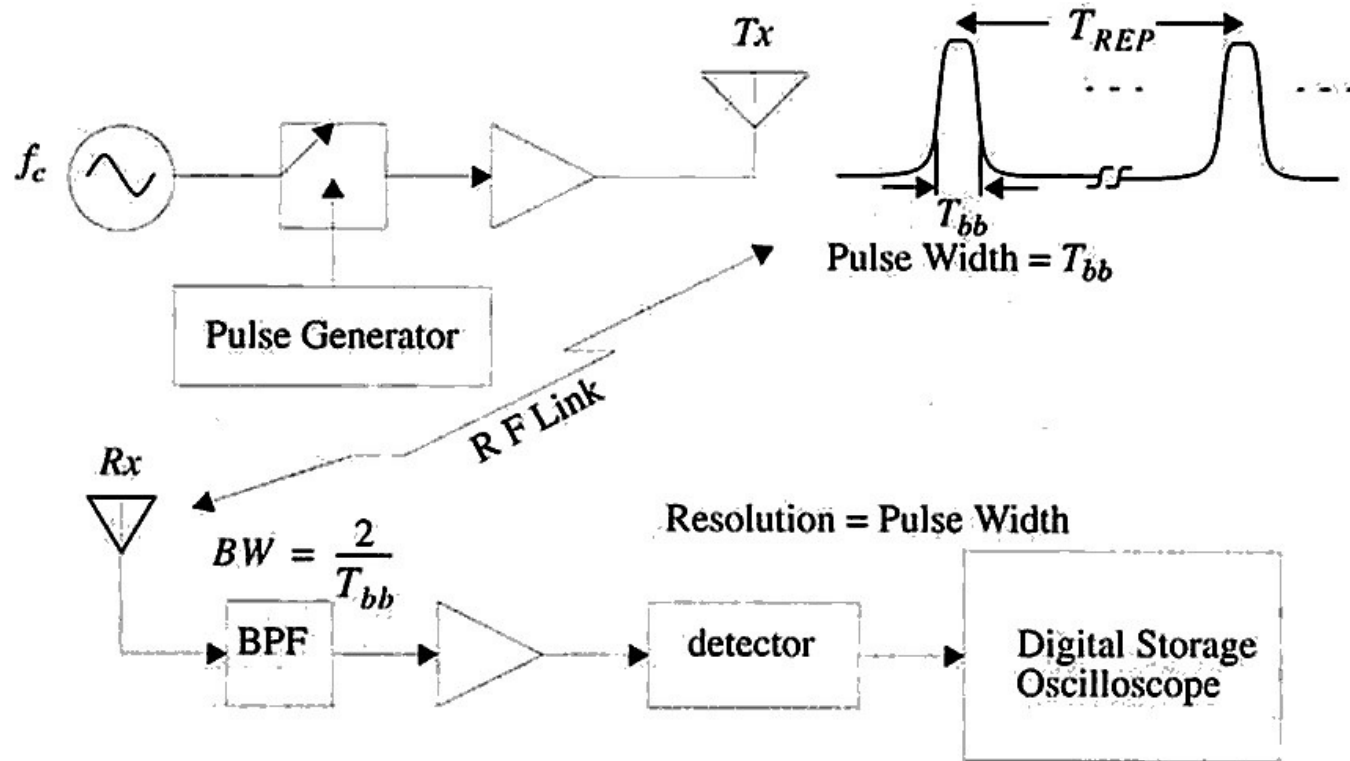 Tx
T_REP
f_c
T_bb
Pulse Width = T_bb
Pulse Generator
R F Link
Rx
Resolution = Pulse Width
BW = 2/T_bb
BPF
detector
Digital Storage
Oscilloscope